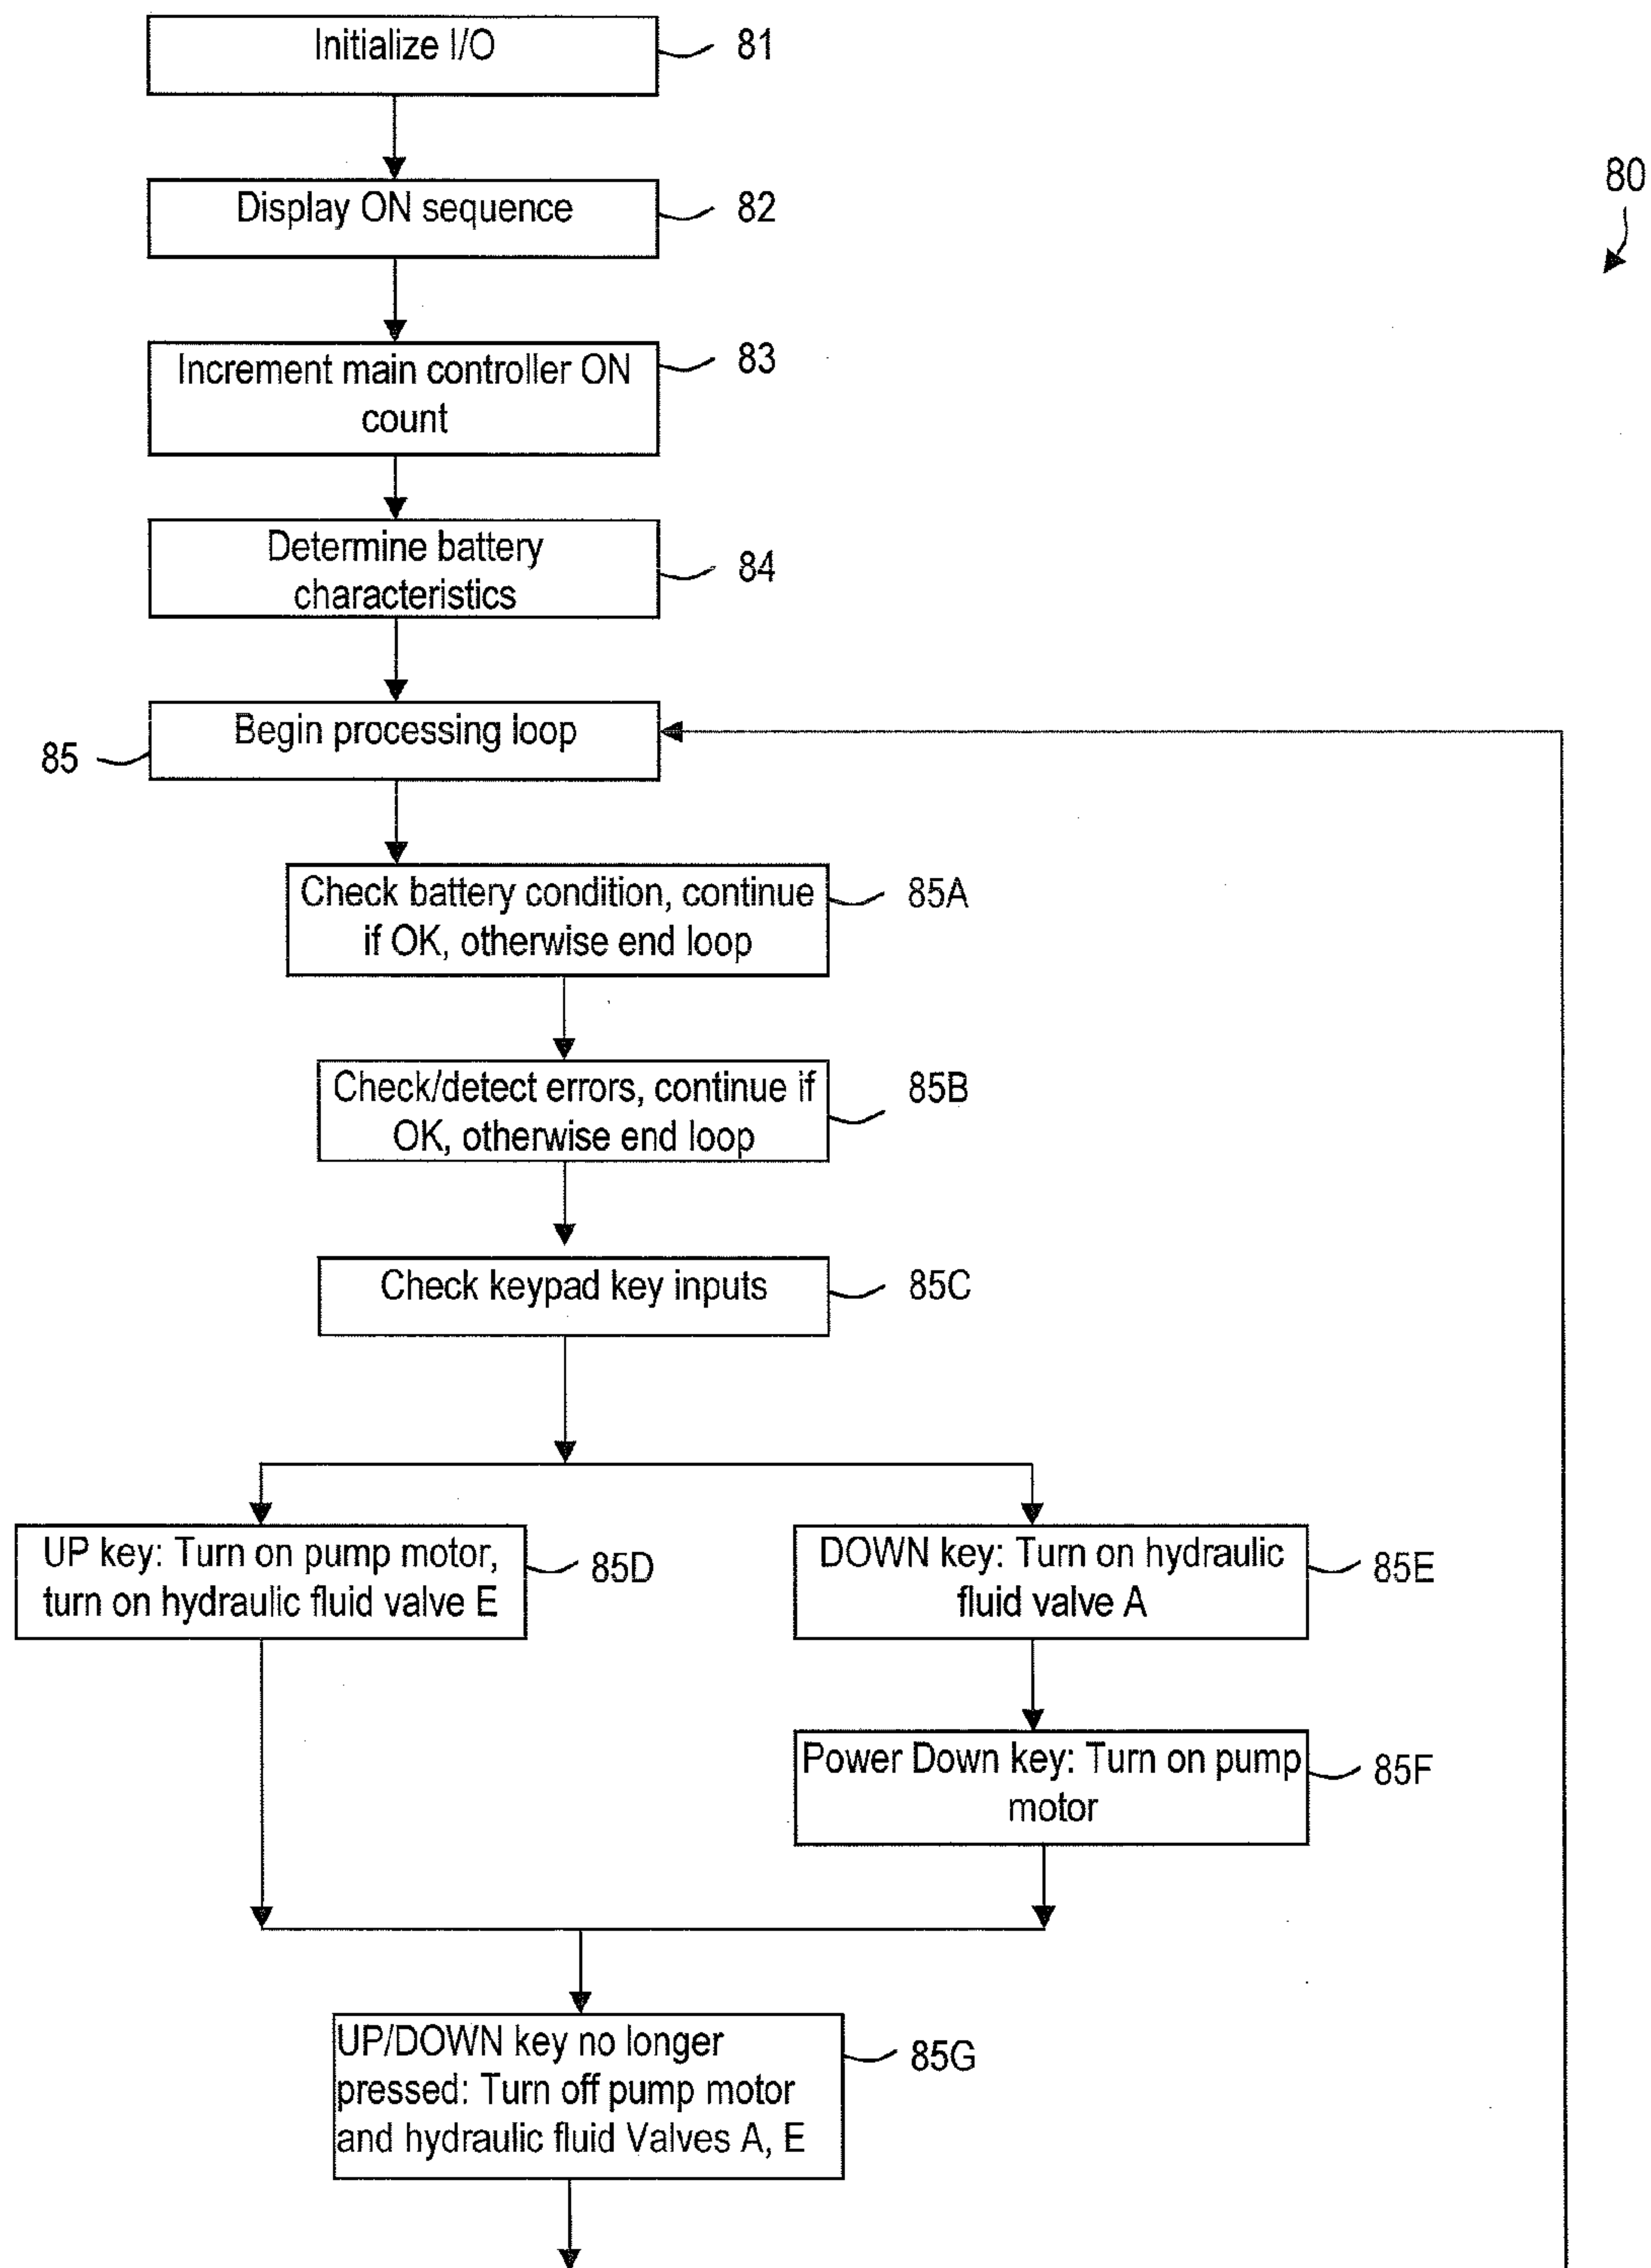 Initialize I/O
81
80
Display ON sequence
82
Increment main controller ON
count
83
Determine battery
characteristics
84
Begin processing loop
85
Check battery condition, continue
if OK, otherwise end loop
85A
Check/detect errors, continue if
OK, otherwise end loop
85B
Check keypad key inputs
85C
UP key: Turn on pump motor,
turn on hydraulic fluid valve E
85D
DOWN key: Turn on hydraulic
fluid valve A
85E
Power Down key: Turn on pump
motor
85F
UP/DOWN key no longer
pressed: Turn off pump motor
and hydraulic fluid Valves A, E
85G